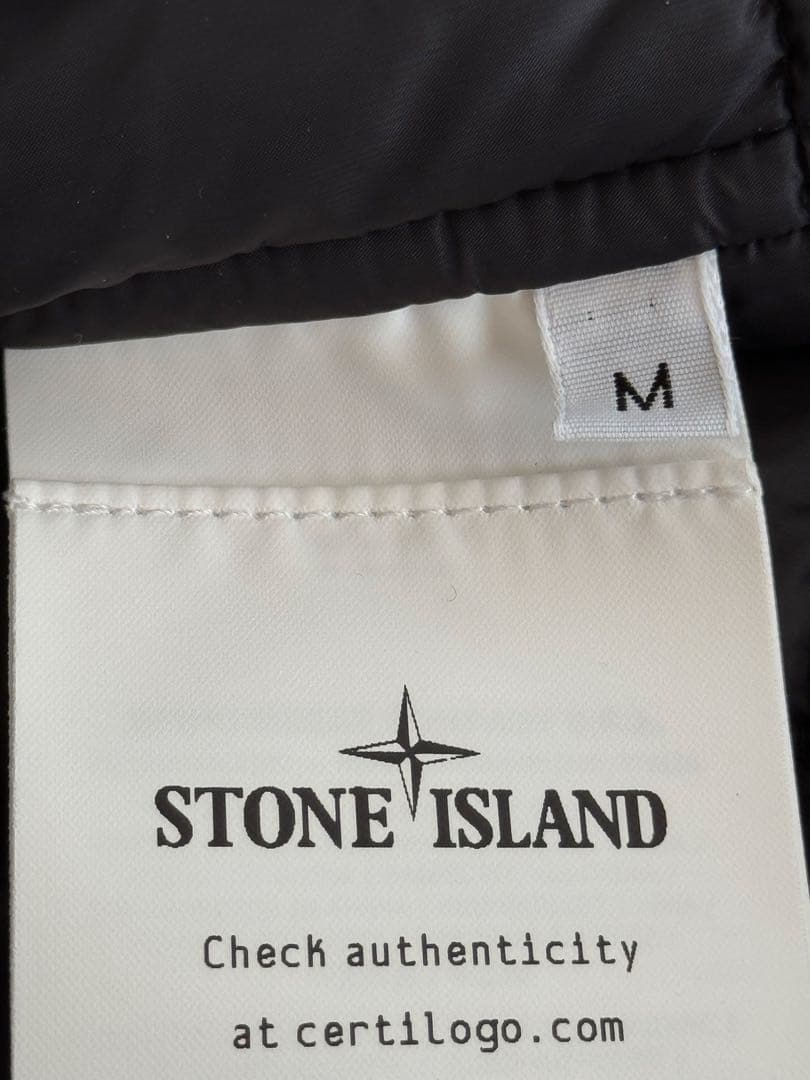 M
STONE ISLAND
Check authenticity
at certilogo.com